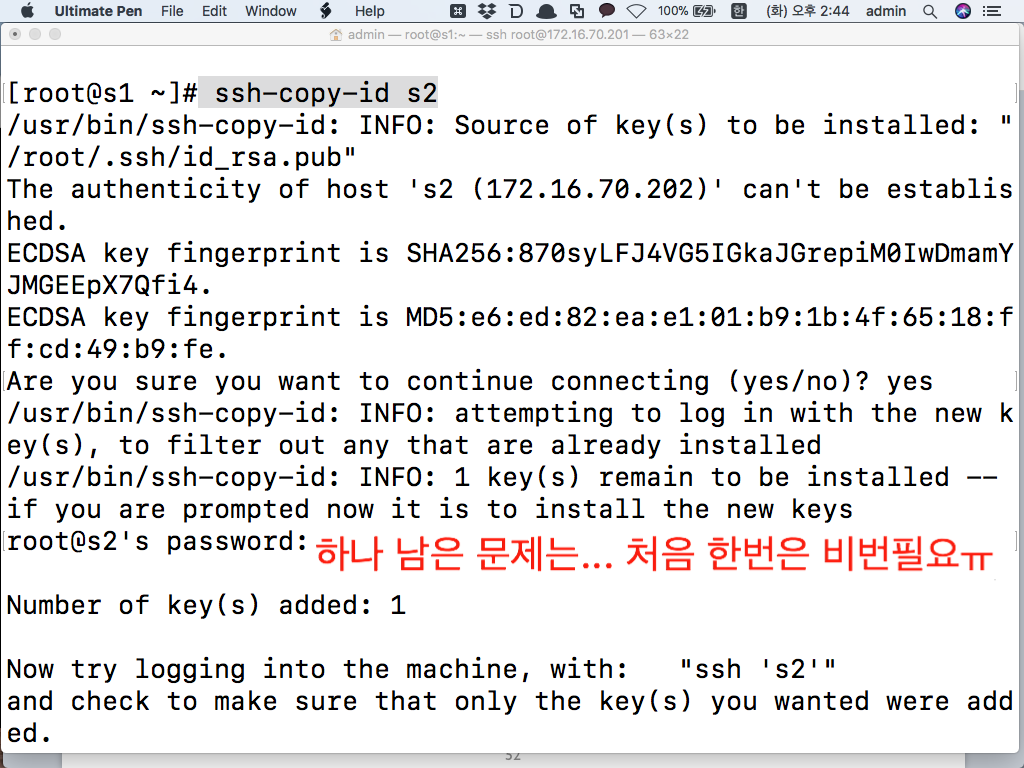 Ultimate Pen File Edit Window Help 100% 한 (화) 오후 2:44 admin
admin — root@s1:~ — ssh root@172.16.70.201 — 63×22
[root@s1 ~]# ssh-copy-id s2
/usr/bin/ssh-copy-id: INFO: Source of key(s) to be installed: "
/root/.ssh/id_rsa.pub"
The authenticity of host 's2 (172.16.70.202)' can't be establis
hed.
ECDSA key fingerprint is SHA256:870syLFJ4VG5IGkaJGrepiM0IwDmamY
JMGEEpX7Qfi4.
ECDSA key fingerprint is MD5:e6:ed:82:ea:e1:01:b9:1b:4f:65:18:f
f:cd:49:b9:fe.
Are you sure you want to continue connecting (yes/no)? yes
/usr/bin/ssh-copy-id: INFO: attempting to log in with the new k
ey(s), to filter out any that are already installed
/usr/bin/ssh-copy-id: INFO: 1 key(s) remain to be installed --
if you are prompted now it is to install the new keys
root@s2's password: 하나 남은 문제는... 처음 한번은 비번필요ㅠ
Number of key(s) added: 1
Now try logging into the machine, with:   "ssh 's2'"
and check to make sure that only the key(s) you wanted were add
ed.
52